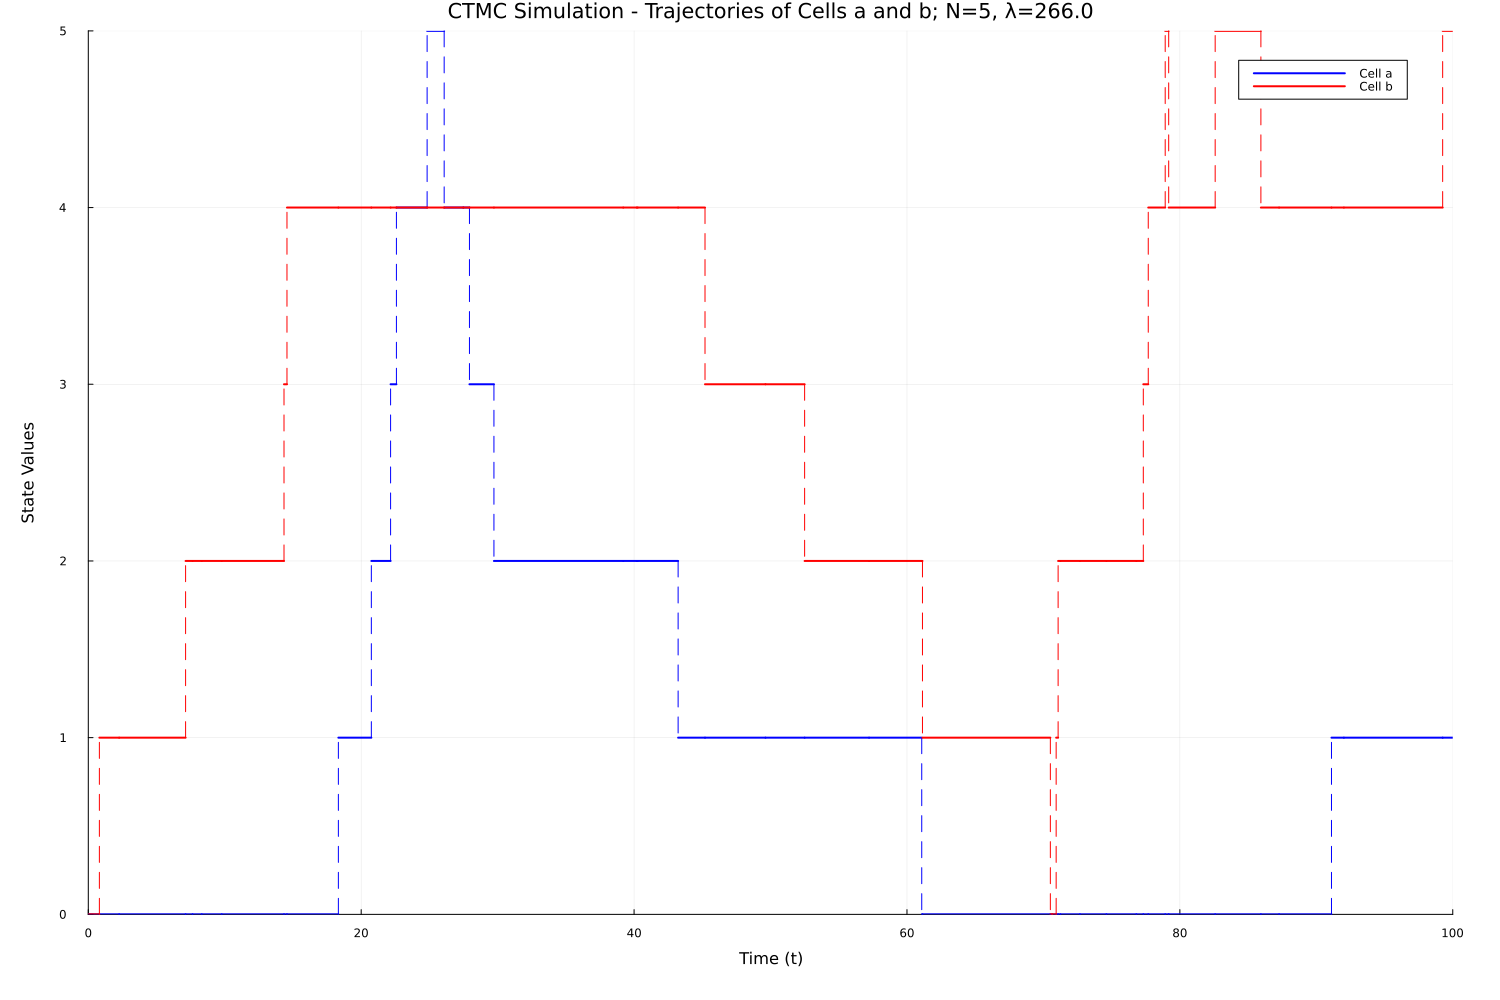 CTMC Simulation - Trajectories of Cells a and b; N=5, λ=266.0
5
Cell a
Cell b
4
3
State Values
2
1
0
0 20 40 60 80 100
Time (t)